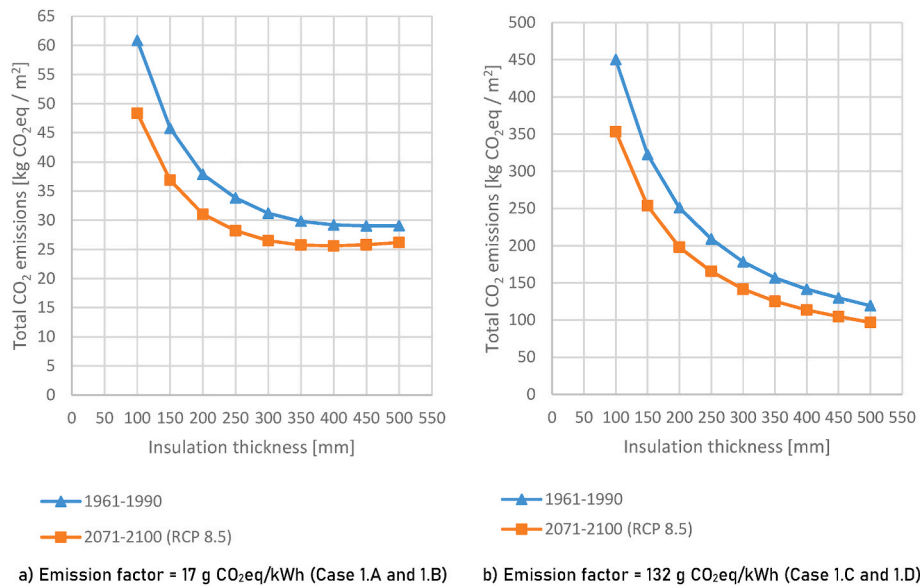 65
60
55
50
45
40
35
30
25
20
15
10
5
0
Total CO₂ emissions [kg CO₂eq / m²]
0 50 100 150 200 250 300 350 400 450 500 550
Insulation thickness [mm]
1961-1990
2071-2100 (RCP 8.5)
a) Emission factor = 17 g CO₂eq/kWh (Case 1.A and 1.B)
500
450
400
350
300
250
200
150
100
50
0
Total CO₂ emissions [kg CO₂eq / m²]
0 50 100 150 200 250 300 350 400 450 500 550
Insulation thickness [mm]
1961-1990
2071-2100 (RCP 8.5)
b) Emission factor = 132 g CO₂eq/kWh (Case 1.C and 1.D)